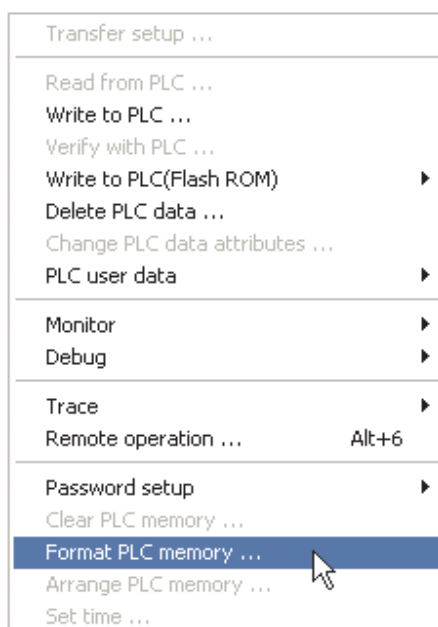 Transfer setup ...
Read from PLC ...
Write to PLC ...
Verify with PLC ...
Write to PLC(Flash ROM)
Delete PLC data ...
Change PLC data attributes ...
PLC user data
Monitor
Debug
Trace
Remote operation ... Alt+6
Password setup
Clear PLC memory ...
Format PLC memory ...
Arrange PLC memory ...
Set time ...